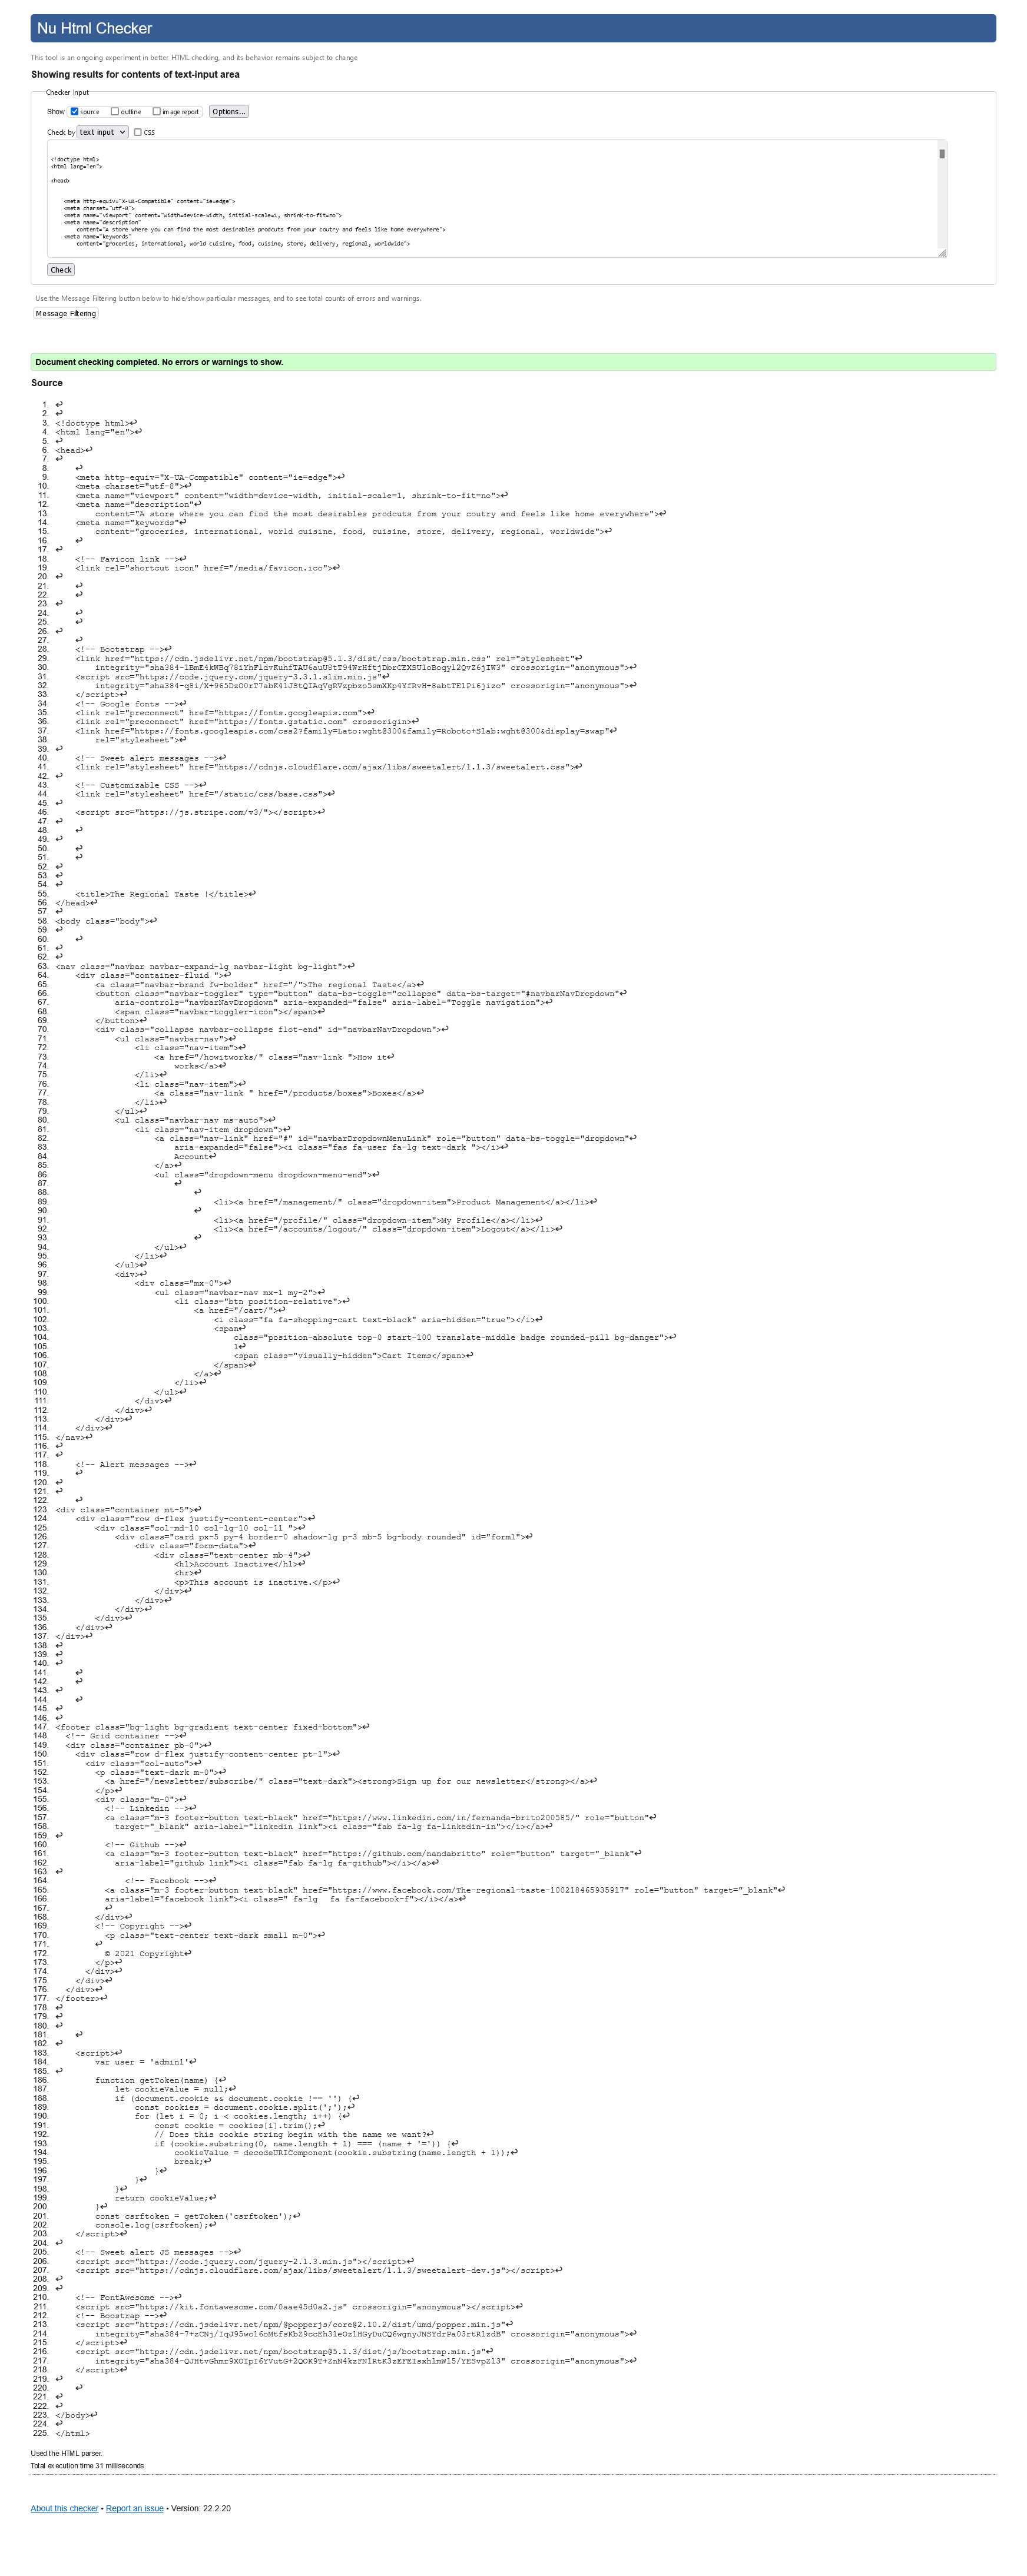 Nu Html Checker
This tool is an ongoing experiment in better HTML checking, and its behavior remains subject to change
Showing results for contents of text-input area
Checker Input
Show source outline image report Options...
Check by text input CSS
<!doctype html>
<html lang="en">
<head>
<meta http-equiv="X-UA-Compatible" content="ie=edge">
<meta charset="utf-8">
<meta name="viewport" content="width=device-width, initial-scale=1, shrink-to-fit=no">
<meta name="description"
content="A store where you can find the most desirables prodcuts from your coutry and feels like home everywhere">
<meta name="keywords"
content="groceries, international, world cuisine, food, cuisine, store, delivery, regional, worldwide">
Check
Use the Message Filtering button below to hide/show particular messages, and to see total counts of errors and warnings.
Message Filtering
Document checking completed. No errors or warnings to show.
Source
1. ↩
2. ↩
3. <!doctype html>↩
4. <html lang="en">↩
5. ↩
6. <head>↩
7. ↩
8. ↩
9. <meta http-equiv="X-UA-Compatible" content="ie=edge">↩
10. <meta charset="utf-8">↩
11. <meta name="viewport" content="width=device-width, initial-scale=1, shrink-to-fit=no">↩
12. <meta name="description"↩
13. content="A store where you can find the most desirables prodcuts from your coutry and feels like home everywhere">↩
14. <meta name="keywords"↩
15. content="groceries, international, world cuisine, food, cuisine, store, delivery, regional, worldwide">↩
16. ↩
17. ↩
18. <!-- Favicon link -->↩
19. <link rel="shortcut icon" href="/media/favicon.ico">↩
20. ↩
21. ↩
22. ↩
23. ↩
24. ↩
25. ↩
26. ↩
27. ↩
28. <!-- Bootstrap -->↩
29. <link href="https://cdn.jsdelivr.net/npm/bootstrap@5.1.3/dist/css/bootstrap.min.css" rel="stylesheet"↩
30. crossorigin="anonymous">↩
31. <script src="https://code.jquery.com/jquery-3.3.1.slim.min.js"↩
32. crossorigin="anonymous">↩
33. </script>↩
34. <!-- Google fonts -->↩
35. <link rel="preconnect" href="https://fonts.googleapis.com">↩
36. <link rel="preconnect" href="https://fonts.gstatic.com" crossorigin>↩
37. <link href="https://fonts.googleapis.com/css2?family=Lato:wght@300&family=Roboto+Slab:wght@300&display=swap"↩
38. rel="stylesheet">↩
39. ↩
40. <!-- Sweet alert messages -->↩
41. <link rel="stylesheet" href="https://cdnjs.cloudflare.com/ajax/libs/sweetalert/1.1.3/sweetalert.css">↩
42. ↩
43. <!-- Customizable CSS -->↩
44. <link rel="stylesheet" href="/static/css/base.css">↩
45. ↩
46. <script src="https://js.stripe.com/v3/"></script>↩
47. ↩
48. ↩
49. ↩
50. ↩
51. ↩
52. ↩
53. ↩
54. ↩
55. <title>The Regional Taste |</title>↩
56. </head>↩
57. ↩
58. <body class="body">↩
59. ↩
60. ↩
61. ↩
62. ↩
63. <nav class="navbar navbar-expand-lg navbar-light bg-light">↩
64. <div class="container-fluid ">↩
65. <a class="navbar-brand fw-bolder" href="/">The regional Taste</a>↩
66. <button class="navbar-toggler" type="button" data-bs-toggle="collapse" data-bs-target="#navbarNavDropdown"↩
67. aria-controls="navbarNavDropdown" aria-expanded="false" aria-label="Toggle navigation">↩
68. <span class="navbar-toggler-icon"></span>↩
69. </button>↩
70. <div class="collapse navbar-collapse flot-end" id="navbarNavDropdown">↩
71. <ul class="navbar-nav">↩
72. <li class="nav-item">↩
73. <a href="/howitworks/" class="nav-link ">How it↩
74. works</a>↩
75. </li>↩
76. <li class="nav-item">↩
77. <a class="nav-link " href="/products/boxes">Boxes</a>↩
78. </li>↩
79. </ul>↩
80. <ul class="navbar-nav ms-auto">↩
81. <li class="nav-item dropdown">↩
82. <a class="nav-link" href="#" id="navbarDropdownMenuLink" role="button" data-bs-toggle="dropdown"↩
83. aria-expanded="false"><i class="fas fa-user fa-lg text-dark "></i>↩
84. Account↩
85. </a>↩
86. <ul class="dropdown-menu dropdown-menu-end">↩
87. ↩
88. ↩
89. <li><a href="/management/" class="dropdown-item">Product Management</a></li>↩
90. ↩
91. <li><a href="/profile/" class="dropdown-item">My Profile</a></li>↩
92. <li><a href="/accounts/logout/" class="dropdown-item">Logout</a></li>↩
93. ↩
94. </ul>↩
95. </li>↩
96. </ul>↩
97. <div>↩
98. <div class="mx-0">↩
99. <ul class="navbar-nav mx-1 my-2">↩
100. <li class="btn position-relative">↩
101. <a href="/cart/">↩
102. <i class="fa fa-shopping-cart text-black" aria-hidden="true"></i>↩
103. <span↩
104. class="position-absolute top-0 start-100 translate-middle badge rounded-pill bg-danger">↩
105. 1↩
106. <span class="visually-hidden">Cart Items</span>↩
107. </span>↩
108. </a>↩
109. </li>↩
110. </ul>↩
111. </div>↩
112. </div>↩
113. </div>↩
114. </div>↩
115. </nav>↩
116. ↩
117. ↩
118. <!-- Alert messages -->↩
119. ↩
120. ↩
121. ↩
122. ↩
123. <div class="container mt-5">↩
124. <div class="row d-flex justify-content-center">↩
125. <div class="col-md-10 col-lg-10 col-11 ">↩
126. <div class="card px-5 py-4 border-0 shadow-lg p-3 mb-5 bg-body rounded" id="form1">↩
127. <div class="form-data">↩
128. <div class="text-center mb-4">↩
129. <h1>Account Inactive</h1>↩
130. <hr>↩
131. <p>This account is inactive.</p>↩
132. </div>↩
133. </div>↩
134. </div>↩
135. </div>↩
136. </div>↩
137. </div>↩
138. ↩
139. ↩
140. ↩
141. ↩
142. ↩
143. ↩
144. ↩
145. ↩
146. ↩
147. <footer class="bg-light bg-gradient text-center fixed-bottom">↩
148. <!-- Grid container -->↩
149. <div class="container pb-0">↩
150. <div class="row d-flex justify-content-center pt-1">↩
151. <div class="col-auto">↩
152. <p class="text-dark m-0">↩
153. <a href="/newsletter/subscribe/" class="text-dark"><strong>Sign up for our newsletter</strong></a>↩
154. </p>↩
155. <div class="m-0">↩
156. <!-- Linkedin -->↩
157. <a class="m-3 footer-button text-black" href="https://www.linkedin.com/in/fernanda-brito200585/" role="button"↩
158. target="_blank" aria-label="linkedin link"><i class="fab fa-lg fa-linkedin-in"></i></a>↩
159. ↩
160. <!-- Github -->↩
161. <a class="m-3 footer-button text-black" href="https://github.com/nandabritto" role="button" target="_blank"↩
162. aria-label="github link"><i class="fab fa-lg fa-github"></i></a>↩
163. ↩
164. <!-- Facebook -->↩
165. <a class="m-3 footer-button text-black" href="https://www.facebook.com/The-regional-taste-100218465935917" role="button" target="_blank"↩
166. aria-label="facebook link"><i class=" fa-lg fa fa-facebook-f"></i></a>↩
167. ↩
168. </div>↩
169. <!-- Copyright -->↩
170. <p class="text-center text-dark small m-0">↩
171. ↩
172. © 2021 Copyright↩
173. </p>↩
174. </div>↩
175. </div>↩
176. </div>↩
177. </footer>↩
178. ↩
179. ↩
180. ↩
181. ↩
182. ↩
183. <script>↩
184. var user = 'admin1'↩
185. ↩
186. function getToken(name) {↩
187. let cookieValue = null;↩
188. if (document.cookie && document.cookie !== '') {↩
189. const cookies = document.cookie.split(';');↩
190. for (let i = 0; i < cookies.length; i++) {↩
191. const cookie = cookies[i].trim();↩
192. // Does this cookie string begin with the name we want?↩
193. if (cookie.substring(0, name.length + 1) === (name + '=')) {↩
194. cookieValue = decodeURIComponent(cookie.substring(name.length + 1));↩
195. break;↩
196. }↩
197. }↩
198. }↩
199. return cookieValue;↩
200. }↩
201. const csrftoken = getToken('csrftoken');↩
202. console.log(csrftoken);↩
203. </script>↩
204. ↩
205. <!-- Sweet alert JS messages -->↩
206. <script src="https://code.jquery.com/jquery-2.1.3.min.js"></script>↩
207. <script src="https://cdnjs.cloudflare.com/ajax/libs/sweetalert/1.1.3/sweetalert-dev.js"></script>↩
208. ↩
209. ↩
210. <!-- FontAwesome -->↩
211. <script src="https://kit.fontawesome.com/0aae45d0a2.js" crossorigin="anonymous"></script>↩
212. <!-- Boostrap -->↩
213. <script src="https://cdn.jsdelivr.net/npm/@popperjs/core@2.10.2/dist/umd/popper.min.js"↩
214. crossorigin="anonymous">↩
215. </script>↩
216. <script src="https://cdn.jsdelivr.net/npm/bootstrap@5.1.3/dist/js/bootstrap.min.js"↩
217. crossorigin="anonymous">↩
218. </script>↩
219. ↩
220. ↩
221. ↩
222. ↩
223. </body>↩
224. ↩
225. </html>
Used the HTML parser.
Total execution time 31 milliseconds.
About this checker • Report an issue • Version: 22.2.20